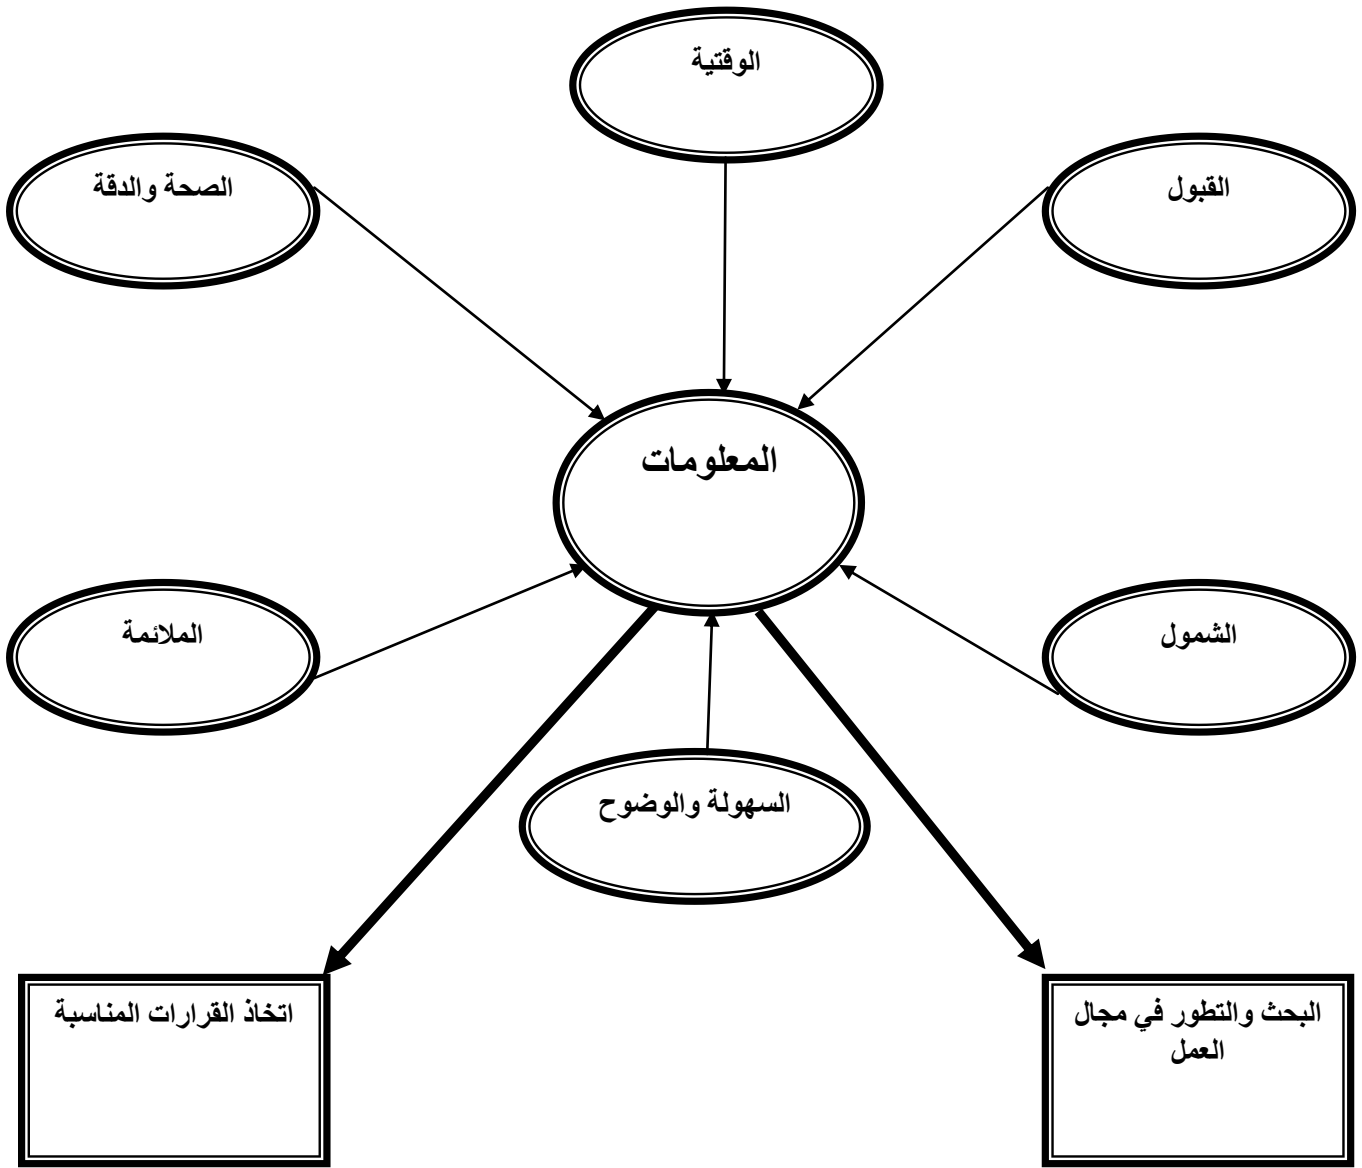 الوقتية
القبول
الصحة والدقة
المعلومات
الشمول
الملائمة
السهولة والوضوح
البحث والتطور في مجال
العمل
اتخاذ القرارات المناسبة